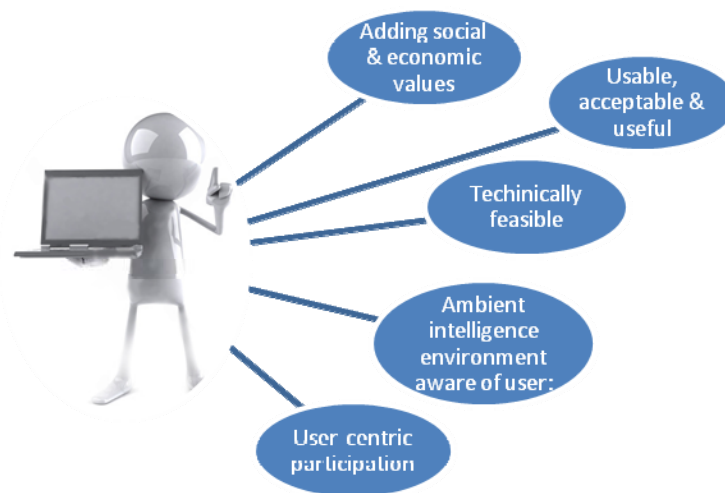 Adding social
& economic
values
Usable,
acceptable &
useful
Techinically
feasible
Ambient
intelligence
environment
aware of user:
User centric
participation